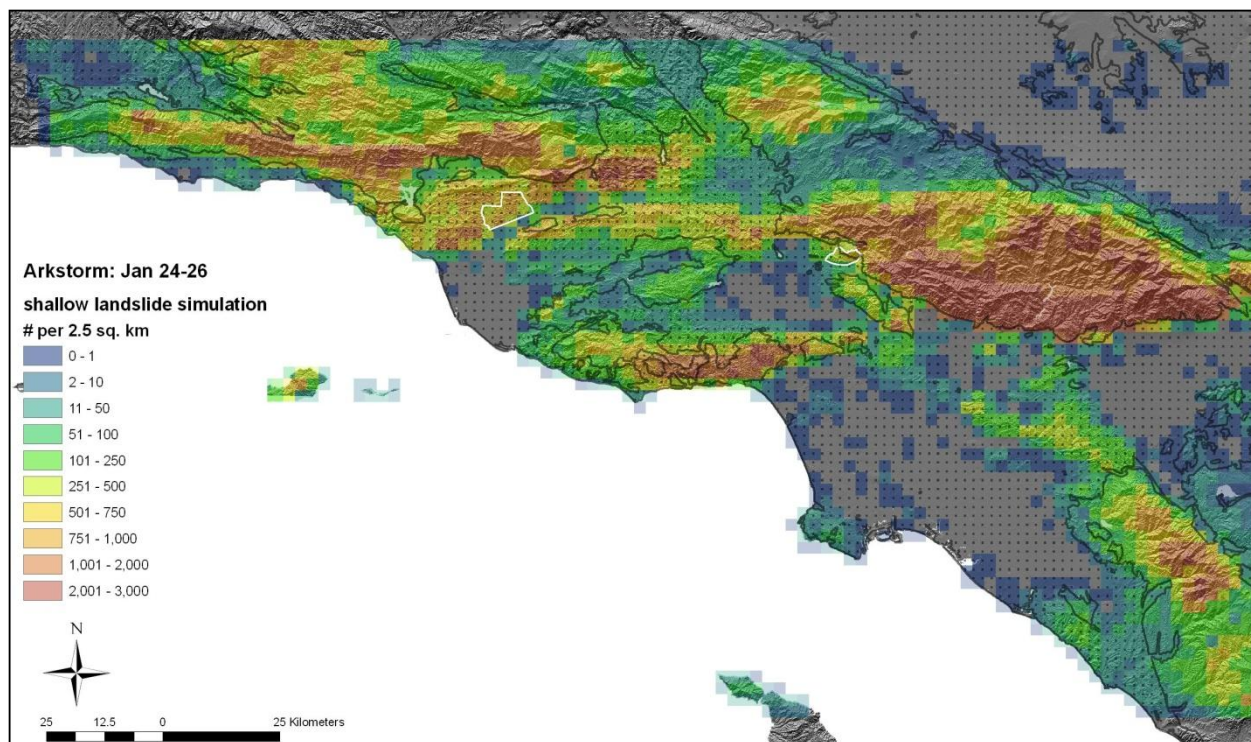 Arkstorm: Jan 24-26
shallow landslide simulation
# per 2.5 sq. km
0 - 1
2 - 10
11 - 50
51 - 100
101 - 250
251 - 500
501 - 750
751 - 1,000
1,001 - 2,000
2,001 - 3,000
N
25 12.5 0 25 Kilometers